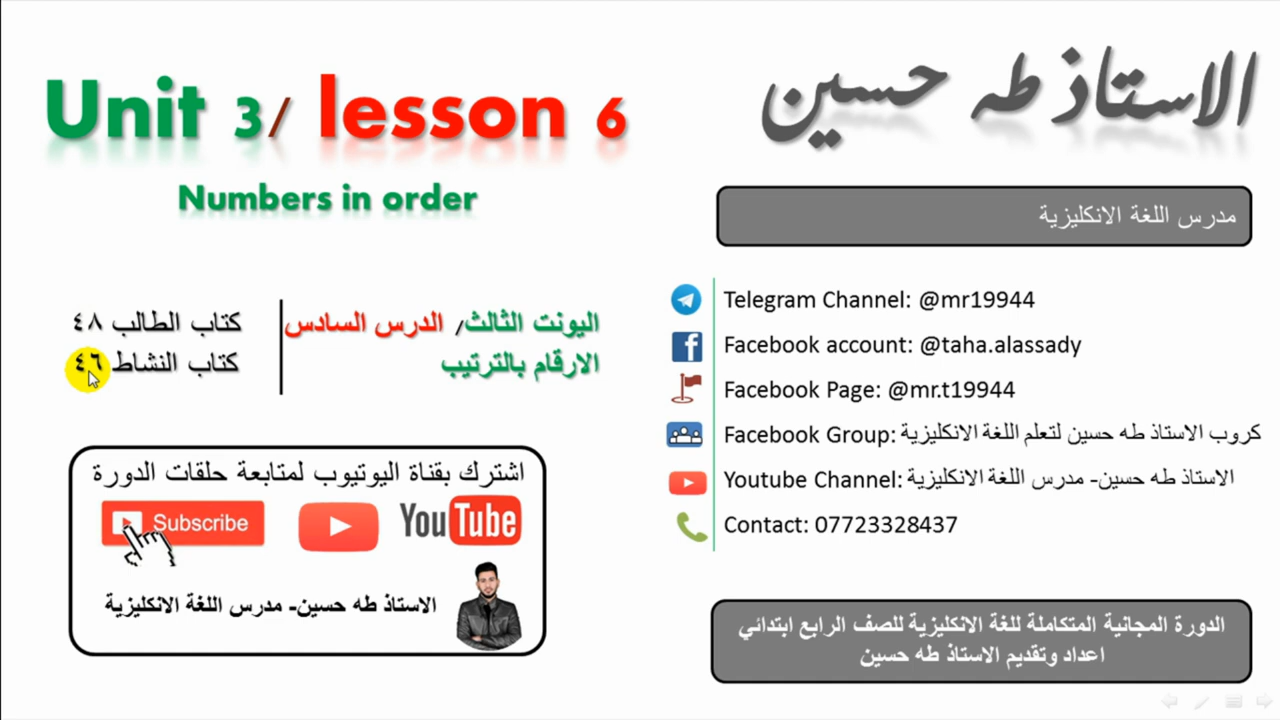 Unit 3/ lesson 6
Numbers in order
اليونت الثالث/ الدرس السادس
الارقام بالترتيب
كتاب الطالب ٤٨
كتاب النشاط ٤٦
اشترك بقناة اليوتيوب لمتابعة حلقات الدورة
Subscribe
YouTube
الاستاذ طه حسين- مدرس اللغة الانكليزية
الاستاذ طه حسين
مدرس اللغة الانكليزية
Telegram Channel: @mr19944
Facebook account: @taha.alassady
Facebook Page: @mr.t19944
Facebook Group: كروب الاستاذ طه حسين لتعلم اللغة الانكليزية
Youtube Channel: الاستاذ طه حسين- مدرس اللغة الانكليزية
Contact: 07723328437
الدورة المجانية المتكاملة للغة الانكليزية للصف الرابع ابتدائي
اعداد وتقديم الاستاذ طه حسين